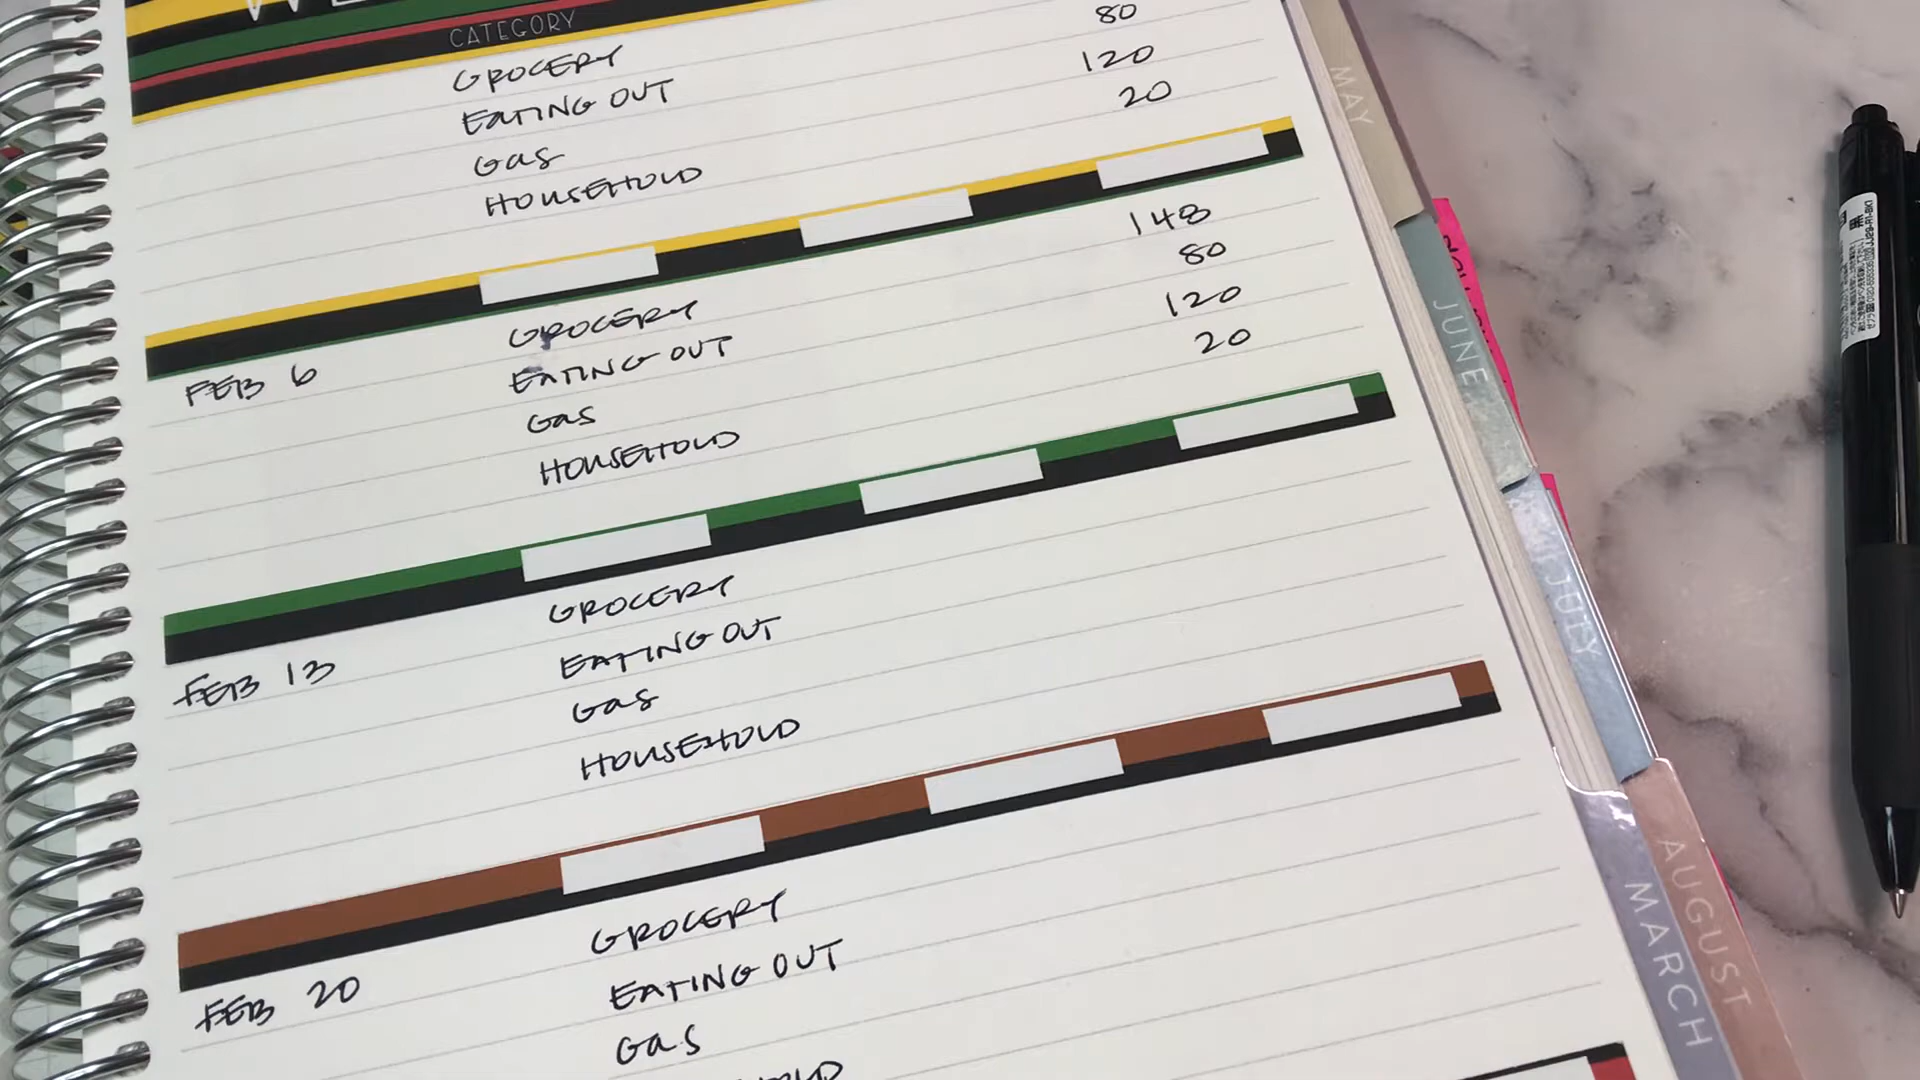 CATEGORY
GROCERY
EATING OUT 80
GAS 120
HOUSEHOLD 20
FEB 6 GROCERY 148
EATING OUT 80
GAS 120
HOUSEHOLD 20
FEB 13 GROCERY
EATING OUT
GAS
HOUSEHOLD
FEB 20 GROCERY
EATING OUT
GAS
MAY
JUNE
JULY
AUGUST
MARCH